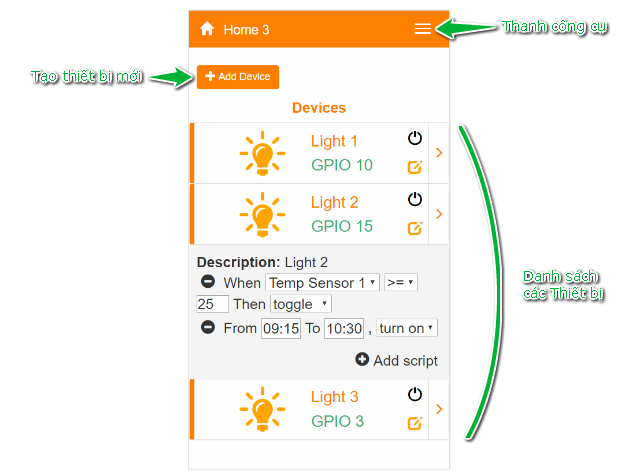 Home 3
Thanh công cụ
Tạo thiết bị mới
Add Device
Devices
Light 1
GPIO 10
Light 2
GPIO 15
Description: Light 2
When Temp Sensor 1 >=
25 Then toggle
From 09:15 To 10:30 , turn on
Add script
Danh sách
các Thiết bị
Light 3
GPIO 3